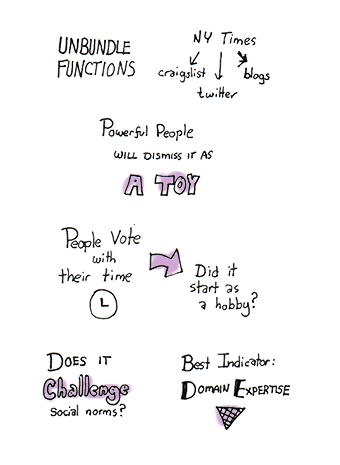 UNBUNDLE
FUNCTIONS
NY Times
craigslist
twitter
blogs
Powerful People
WILL DISMISS IT AS
A TOY
People Vote
with
their time
Did it
start as
a hobby?
DOES IT
Challenge
Social norms?
Best Indicator:
DOMAIN EXPERTISE